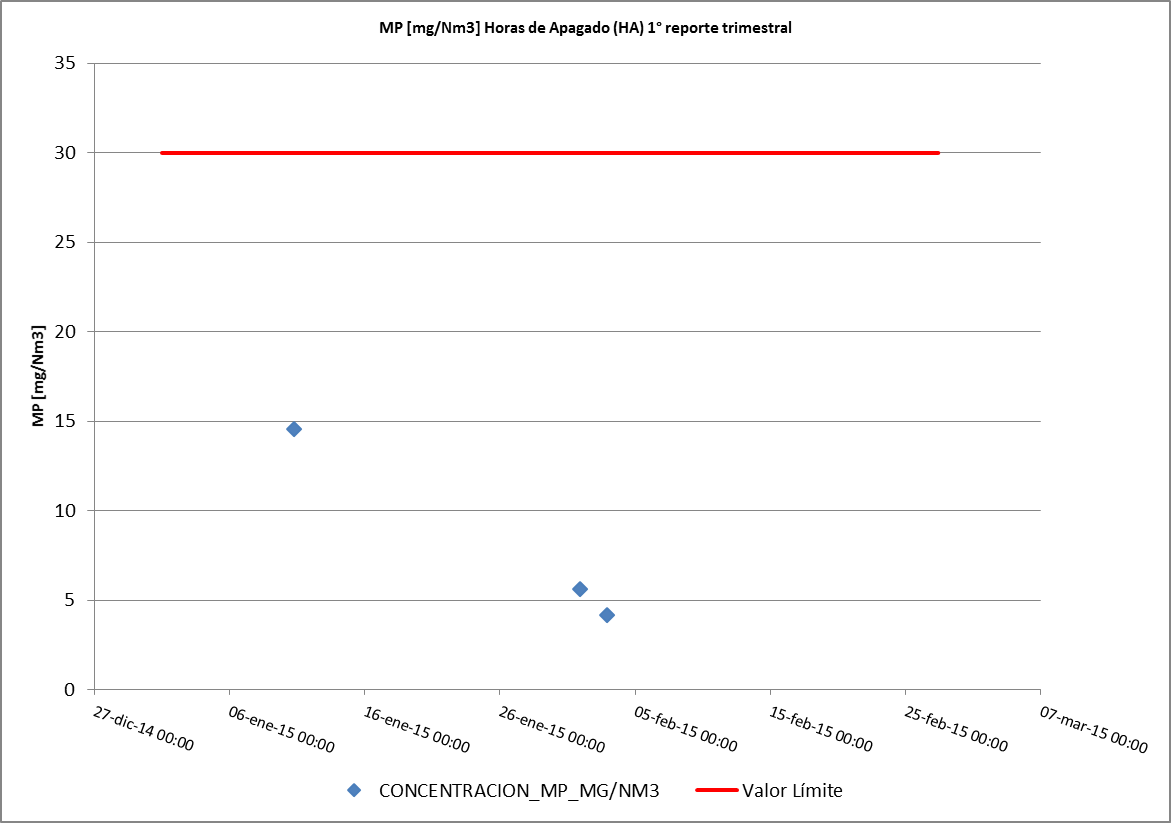 MP [mg/Nm3] Horas de Apagado (HA) 1° reporte trimestral
MP [mg/Nm3]
35
30
25
20
15
10
5
0
27-dic-14 00:00
06-ene-15 00:00
16-ene-15 00:00
26-ene-15 00:00
05-feb-15 00:00
15-feb-15 00:00
25-feb-15 00:00
07-mar-15 00:00
CONCENTRACION_MP_MG/NM3
Valor Límite